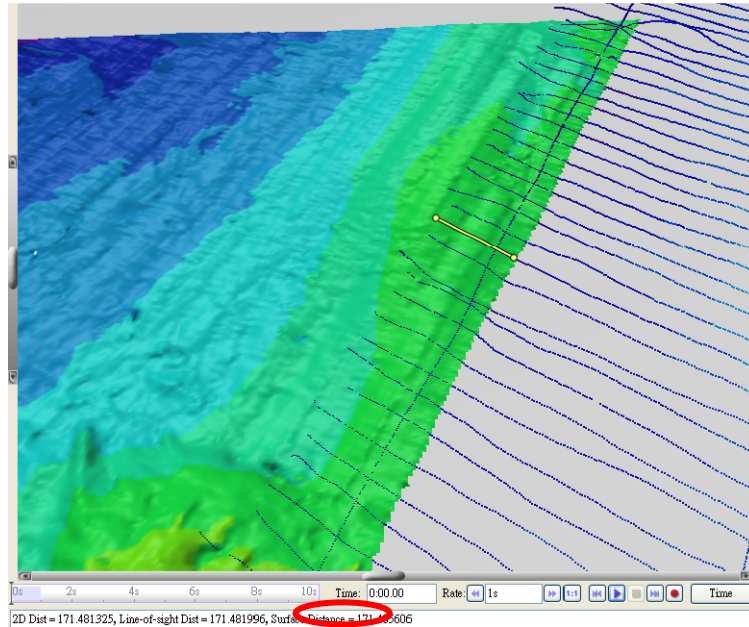 0s 2s 4s 6s 8s 10s Time: 0:00.00 Rate: 1s 1:1 Time
2D Dist = 171.481325, Line-of-sight Dist = 171.481996, Surface Distance =